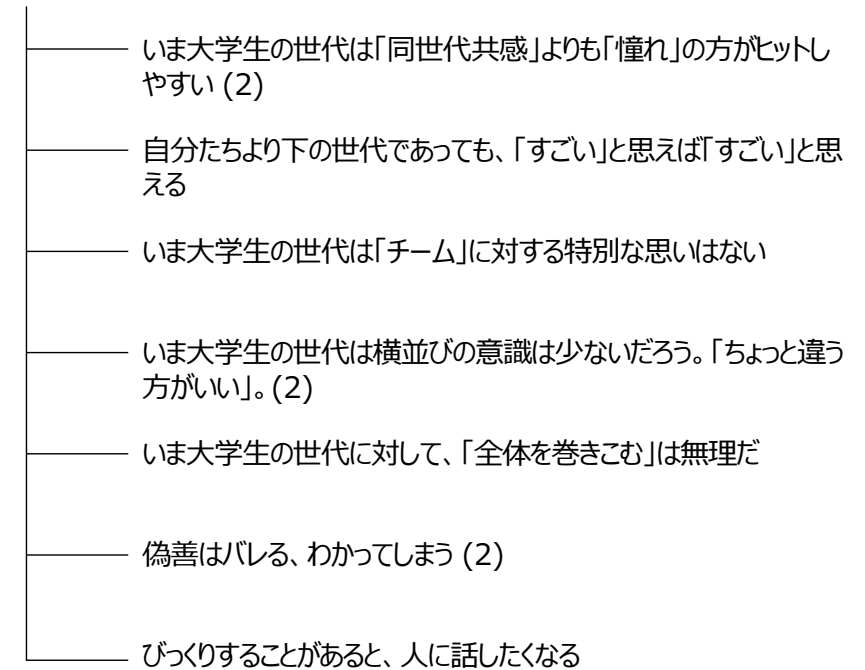 いま大学生の世代は｢同世代共感｣よりも｢憧れ｣の方がヒットし
やすい (2)
自分たちより下の世代であっても、｢すごい｣と思えば｢すごい｣と思
える
いま大学生の世代は｢チーム｣に対する特別な思いはない
いま大学生の世代は横並びの意識は少ないだろう。｢ちょっと違う
方がいい｣。(2)
いま大学生の世代に対して、｢全体を巻きこむ｣は無理だ
偽善はバレる、わかってしまう (2)
びっくりすることがあると、人に話したくなる